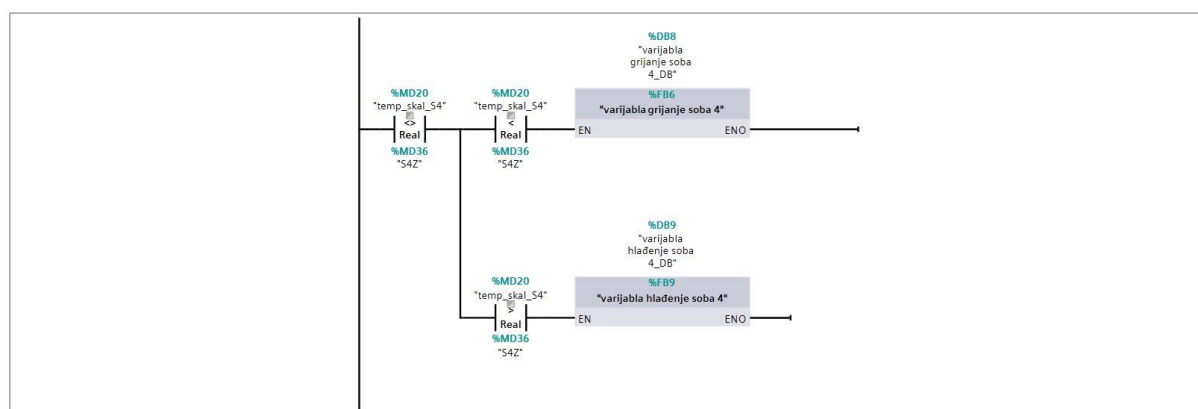 %DB8
"varijabla
grijanje soba
4_DB"
%MD20
"temp_skal_S4"
<>
Real
%MD36
"S4Z"
%MD20
"temp_skal_S4"
<
Real
%MD36
"S4Z"
%FB6
"varijabla grijanje soba 4"
EN
ENO
%DB9
"varijabla
hlađenje soba
4_DB"
%MD20
"temp_skal_S4"
>
Real
%MD36
"S4Z"
%FB9
"varijabla hlađenje soba 4"
EN
ENO